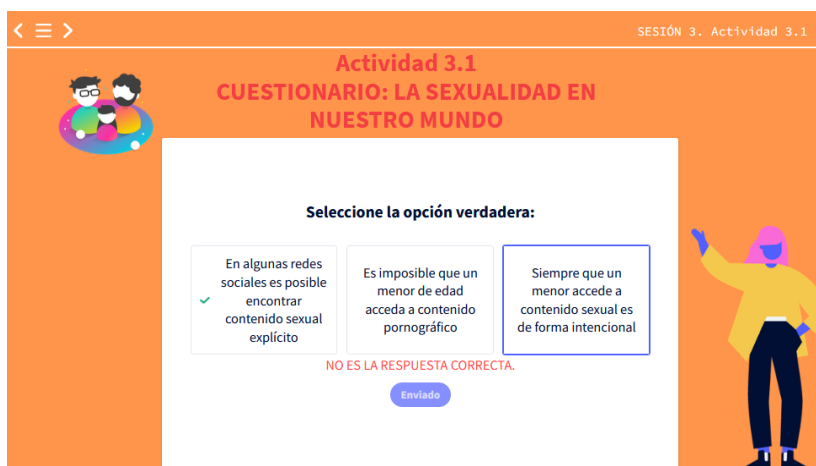 SESIÓN 3. Actividad 3.1
Actividad 3.1
CUESTIONARIO: LA SEXUALIDAD EN
NUESTRO MUNDO
Seleccione la opción verdadera:
En algunas redes
sociales es posible
encontrar
contenido sexual
explícito
Es imposible que un
menor de edad
acceda a contenido
pornográfico
Siempre que un
menor accede a
contenido sexual es
de forma intencional
NO ES LA RESPUESTA CORRECTA.
Enviado